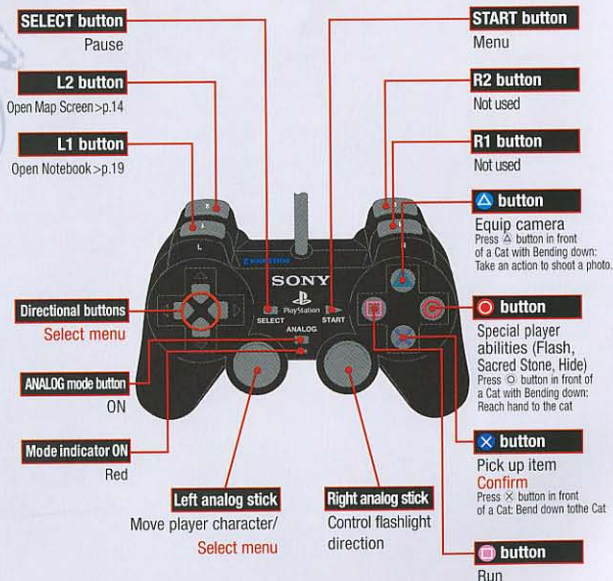 SELECT button
Pause
L2 button
Open Map Screen>p.14
L1 button
Open Notebook>p.19
Directional buttons
Select menu
ANALOG mode button
ON
Mode indicator ON
Red
Left analog stick
Move player character/
Select menu
Right analog stick
Control flashlight
direction
START button
Menu
R2 button
Not used
R1 button
Not used
△ button
Equip camera
Press △ button in front
of a Cat with Bending down:
Take an action to shoot a photo.
○ button
Special player
abilities (Flash,
Sacred Stone, Hide)
Press ○ button in front of
a Cat with Bending down:
Reach hand to the cat
✕ button
Pick up item
Confirm
Press ✕ button in front
of a Cat: Bend down tothe Cat
□ button
Run
SONY
PlayStation
SELECT
START
ANALOG